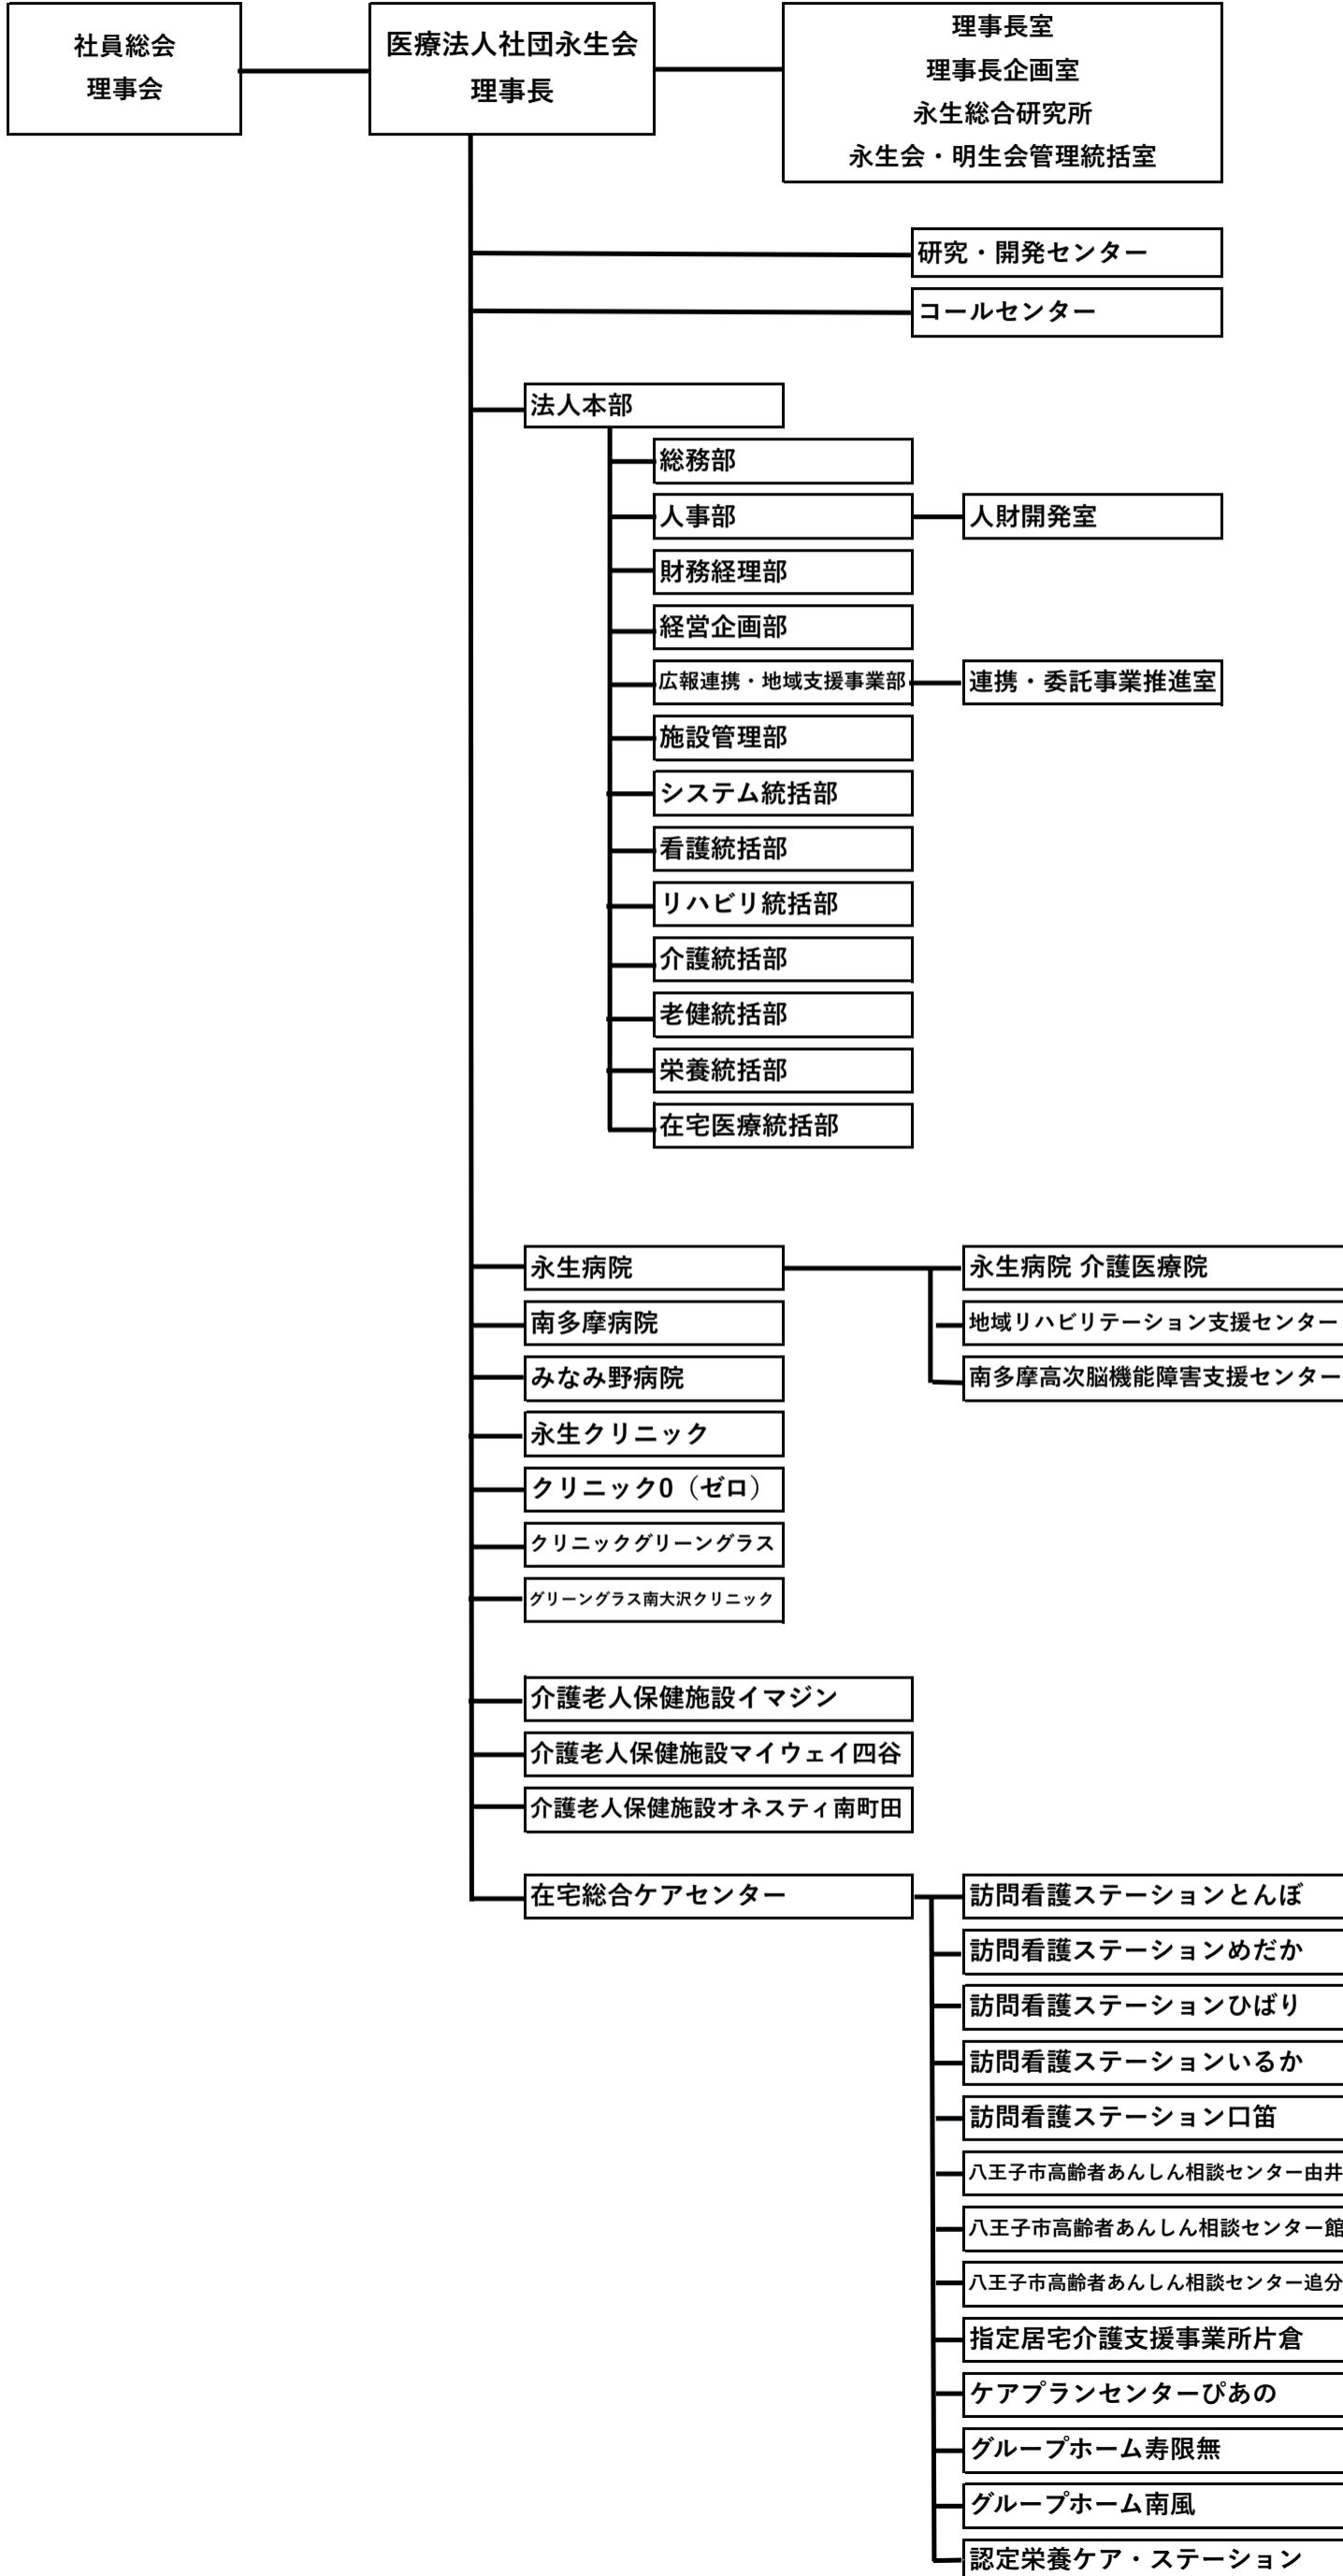 社員総会
理事会
医療法人社団永生会
理事長
理事長室
理事長企画室
永生総合研究所
永生会・明生会管理統括室
研究・開発センター
コールセンター
法人本部
総務部
人事部
人財開発室
財務経理部
経営企画部
広報連携・地域支援事業部
連携・委託事業推進室
施設管理部
システム統括部
看護統括部
リハビリ統括部
介護統括部
老健統括部
栄養統括部
在宅医療統括部
永生病院
永生病院 介護医療院
南多摩病院
地域リハビリテーション支援センター
みなみ野病院
南多摩高次脳機能障害支援センター
永生クリニック
クリニック0（ゼロ）
クリニックグリーングラス
グリーングラス南大沢クリニック
介護老人保健施設イマジン
介護老人保健施設マイウェイ四谷
介護老人保健施設オネスティ南町田
在宅総合ケアセンター
訪問看護ステーションとんぼ
訪問看護ステーションめだか
訪問看護ステーションひばり
訪問看護ステーションいるか
訪問看護ステーション口笛
八王子市高齢者あんしん相談センター由井
八王子市高齢者あんしん相談センター館
八王子市高齢者あんしん相談センター追分
指定居宅介護支援事業所片倉
ケアプランセンターぴあの
グループホーム寿限無
グループホーム南風
認定栄養ケア・ステーション